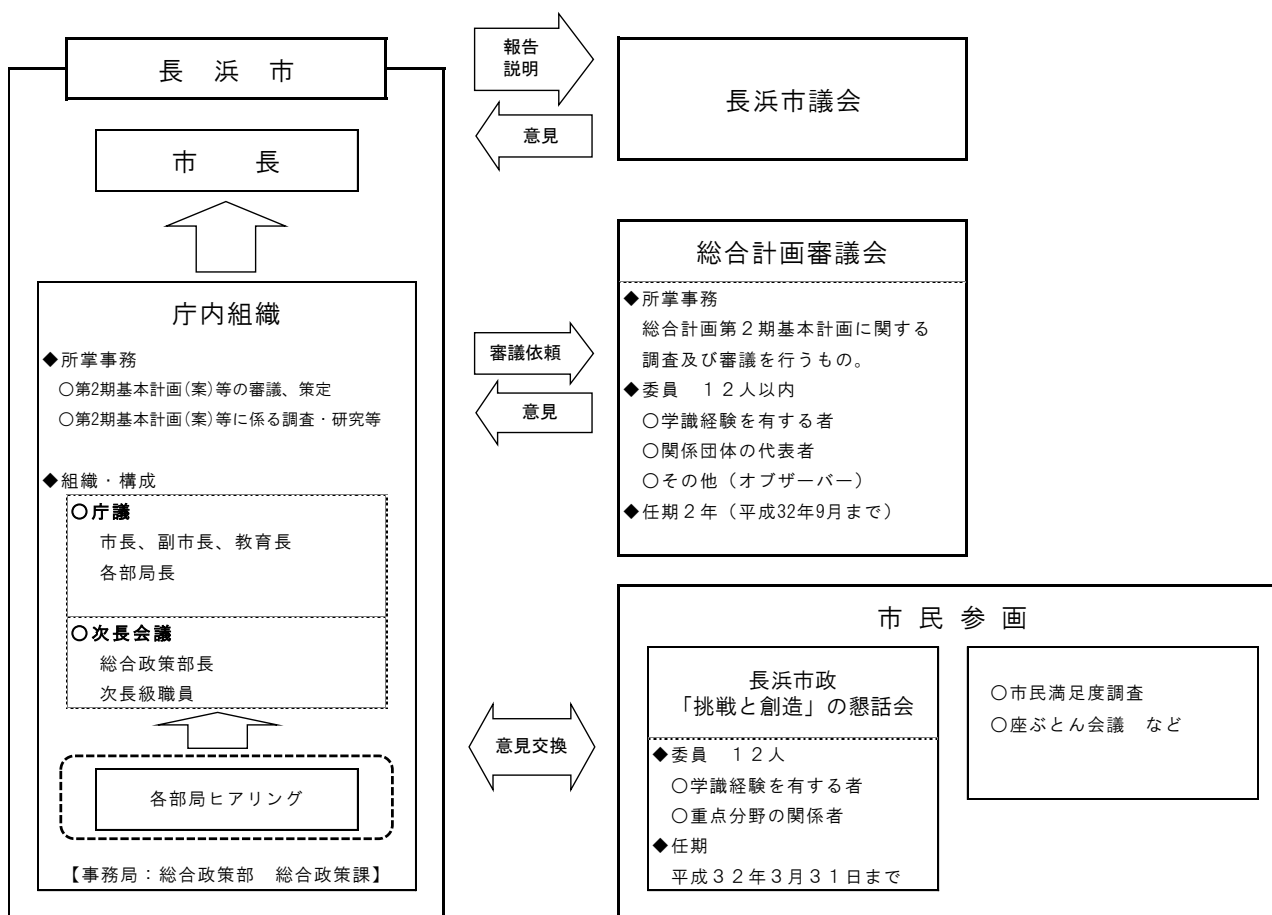 長 浜 市
市 長
庁内組織
◆所掌事務
○第2期基本計画(案)等の審議、策定
○第2期基本計画(案)等に係る調査・研究等
◆組織・構成
○庁議
市長、副市長、教育長
各部局長
○次長会議
総合政策部長
次長級職員
各部局ヒアリング
【事務局：総合政策部 総合政策課】
報告
説明
意見
長浜市議会
審議依頼
意見
総合計画審議会
◆所掌事務
総合計画第２期基本計画に関する
調査及び審議を行うもの。
◆委員 １２人以内
○学識経験を有する者
○関係団体の代表者
○その他（オブザーバー）
◆任期２年（平成32年9月まで）
意見交換
市 民 参 画
長浜市政
「挑戦と創造」の懇話会
◆委員 １２人
○学識経験を有する者
○重点分野の関係者
◆任期
平成３２年３月３１日まで
○市民満足度調査
○座ぶとん会議 など